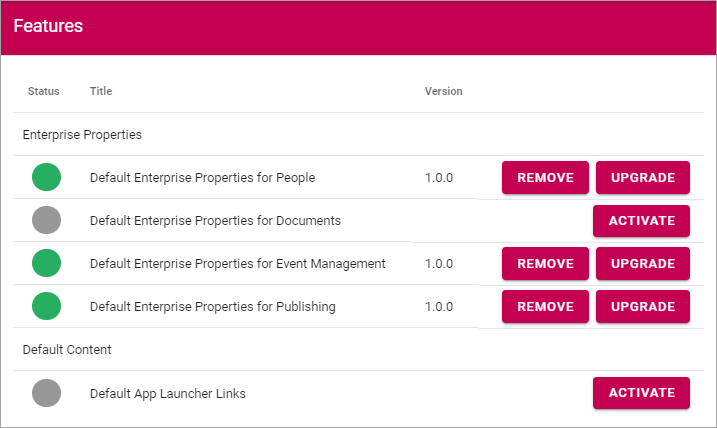 Features
Status Title Version
Enterprise Properties
Default Enterprise Properties for People 1.0.0 REMOVE UPGRADE
Default Enterprise Properties for Documents ACTIVATE
Default Enterprise Properties for Event Management 1.0.0 REMOVE UPGRADE
Default Enterprise Properties for Publishing 1.0.0 REMOVE UPGRADE
Default Content
Default App Launcher Links ACTIVATE